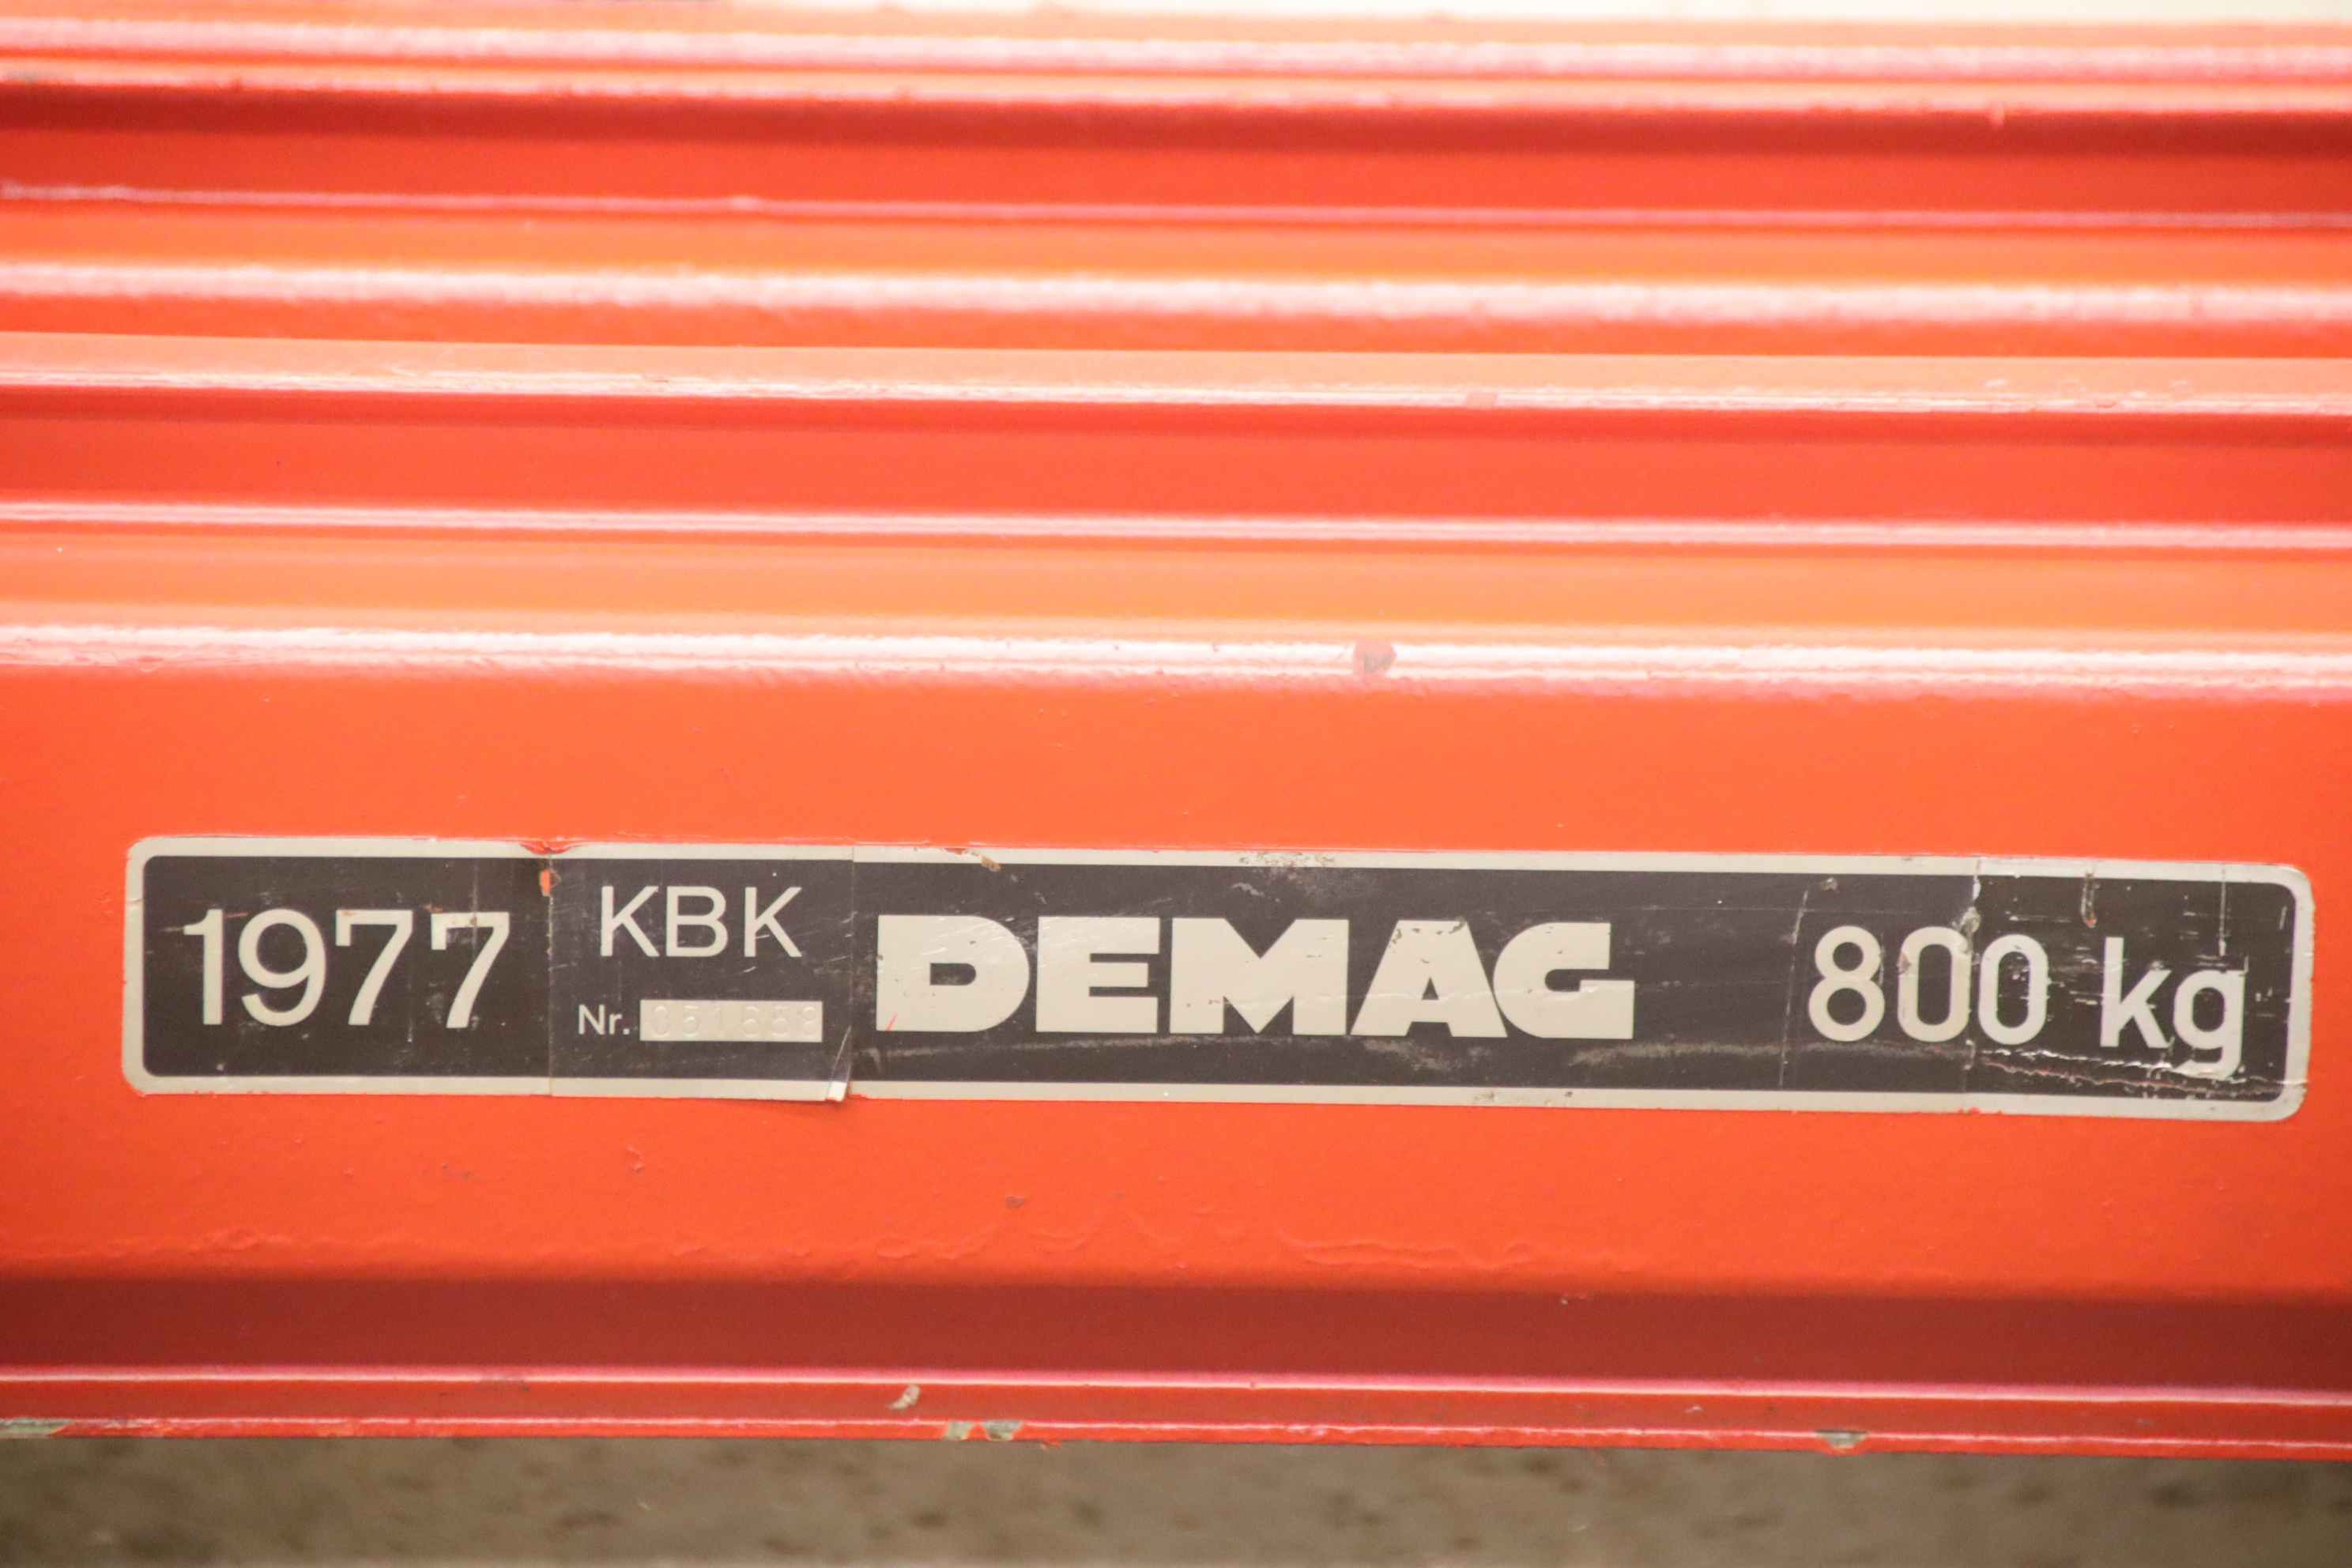 1977
KBK
Nr.
DEMAG
800 kg